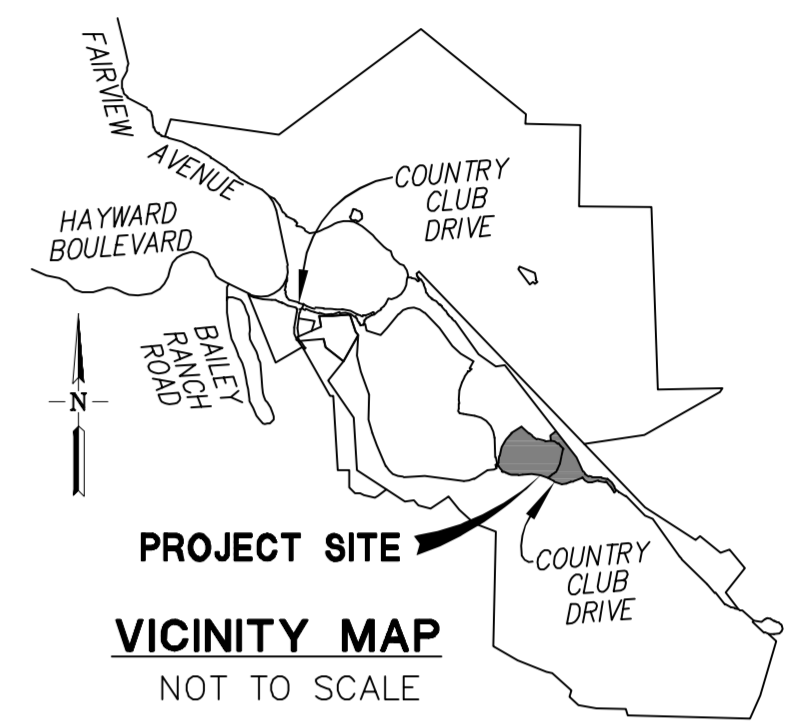 FAIRVIEW
AVENUE
HAYWARD
BOULEVARD
COUNTRY
CLUB
DRIVE
BAILEY
RANCH
ROAD
N
PROJECT SITE
COUNTRY
CLUB
DRIVE
VICINITY MAP
NOT TO SCALE